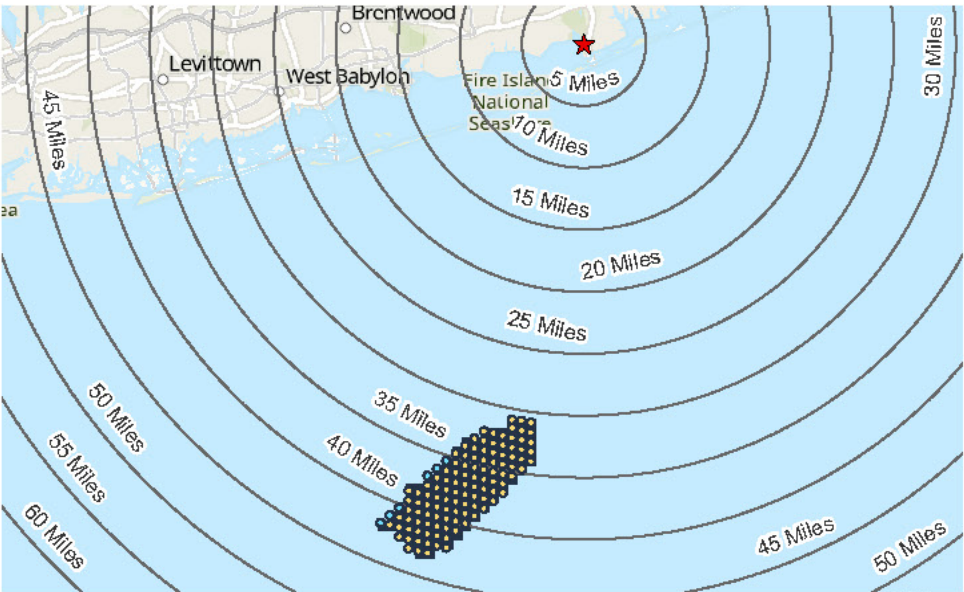 Brentwood
Levittown
West Babylon
Fire Island
National
Seashore
5 Miles
10 Miles
15 Miles
20 Miles
25 Miles
30 Miles
35 Miles
40 Miles
45 Miles
45 Miles
50 Miles
50 Miles
55 Miles
60 Miles
ea